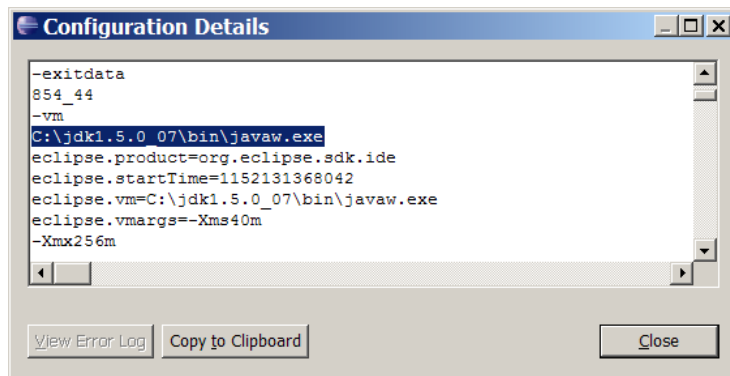 Configuration Details
-exitdata
854_44
-vm
C:\jdk1.5.0_07\bin\javaw.exe
eclipse.product=org.eclipse.sdk.ide
eclipse.startTime=1152131368042
eclipse.vm=C:\jdk1.5.0_07\bin\javaw.exe
eclipse.vmargs=-Xms40m
-Xmx256m
View Error Log Copy to Clipboard Close